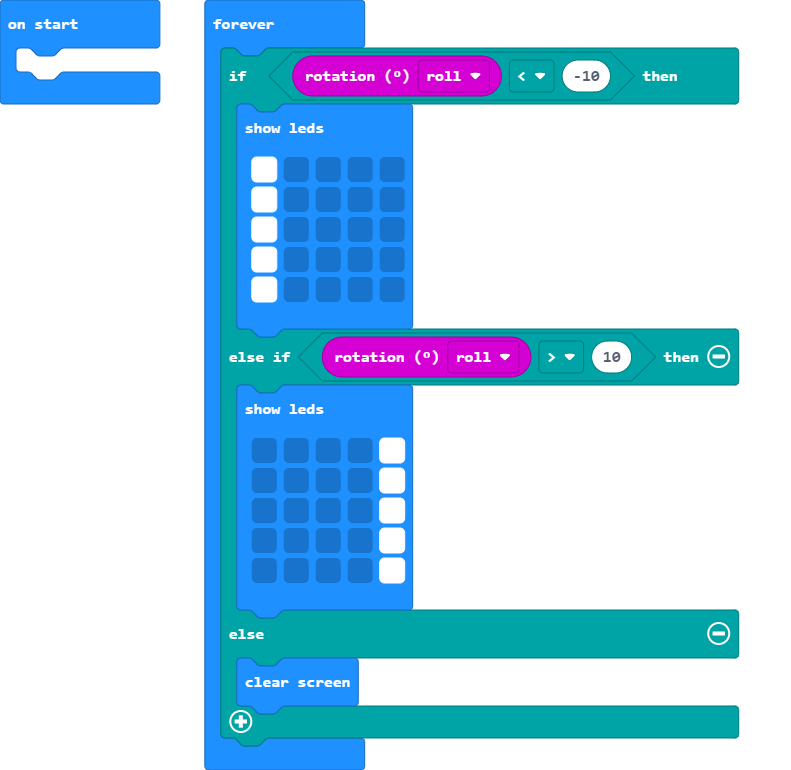 on start
forever
if rotation (º) roll < -10 then
show leds
else if rotation (º) roll > 10 then
show leds
else
clear screen